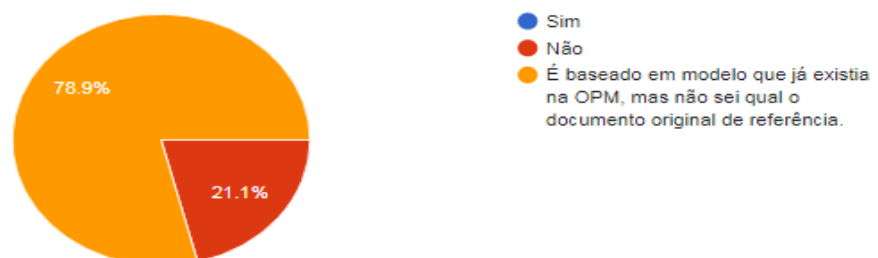 Sim
Não
É baseado em modelo que já existia
na OPM, mas não sei qual o
documento original de referência.
78.9%
21.1%